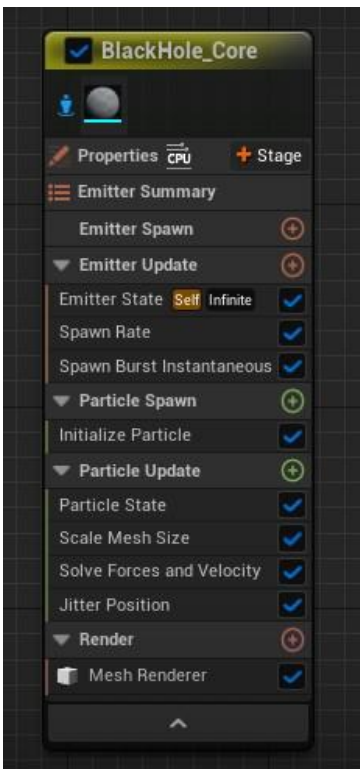 BlackHole_Core
Properties CPU + Stage
Emitter Summary
Emitter Spawn
Emitter Update
Emitter State Self Infinite
Spawn Rate
Spawn Burst Instantaneous
Particle Spawn
Initialize Particle
Particle Update
Particle State
Scale Mesh Size
Solve Forces and Velocity
Jitter Position
Render
Mesh Renderer